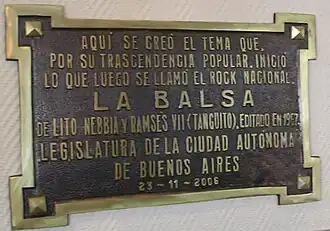 AQUÍ SE CREÓ EL TEMA QUE,
POR SU TRASCENDENCIA POPULAR, INICIÓ
LO QUE LUEGO SE LLAMÓ EL ROCK NACIONAL.
LA BALSA
DE LITO NEBBIA Y RAMSES VII (TANGUITO), EDITADO EN 1967.
LEGISLATURA DE LA CIUDAD AUTÓNOMA
DE BUENOS AIRES
23-11-2006